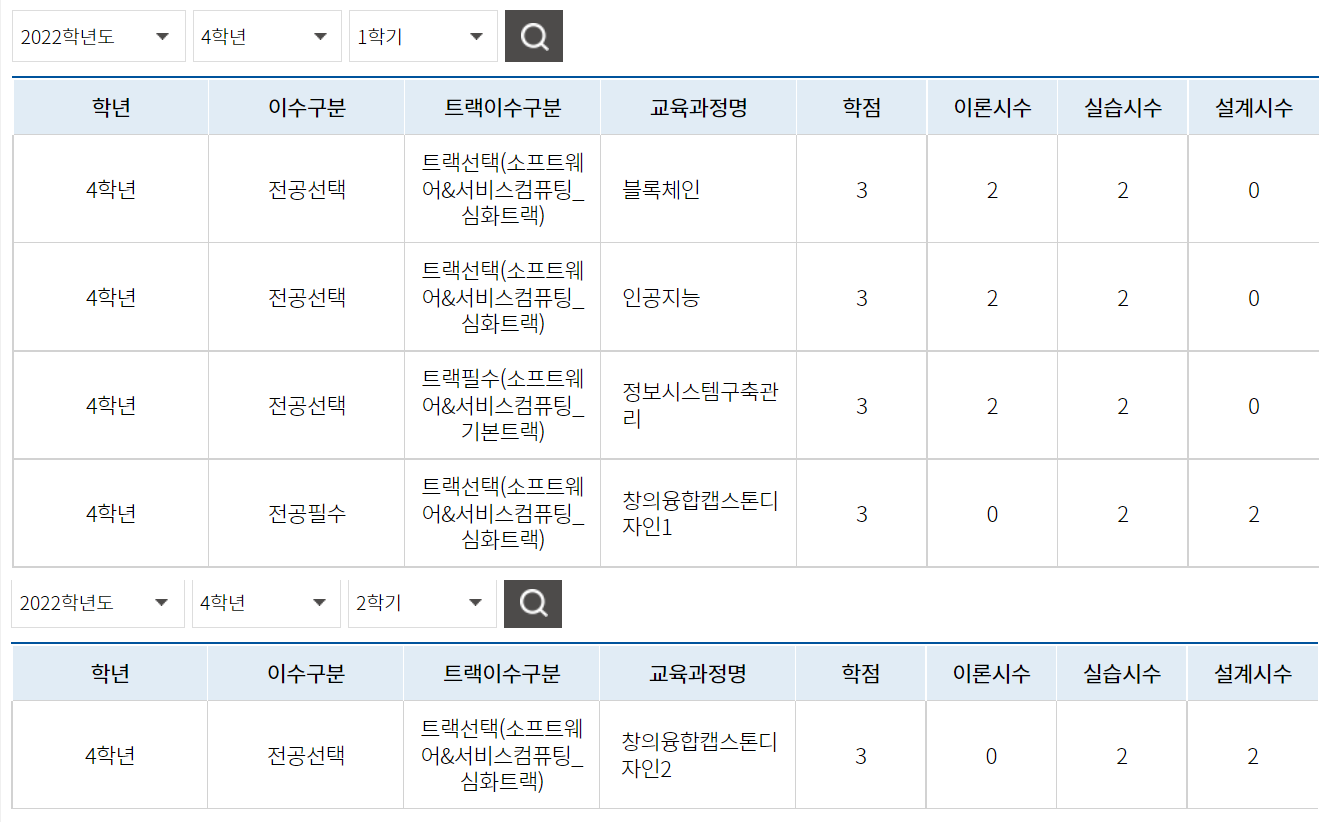 2022학년도 4학년 1학기
학년 이수구분 트랙이수구분 교육과정명 학점 이론시수 실습시수 설계시수
4학년 전공선택 트랙선택(소프트웨
어&서비스컴퓨팅_
심화트랙) 블록체인 3 2 2 0
4학년 전공선택 트랙선택(소프트웨
어&서비스컴퓨팅_
심화트랙) 인공지능 3 2 2 0
4학년 전공선택 트랙필수(소프트웨
어&서비스컴퓨팅_
기본트랙) 정보시스템구축관
리 3 2 2 0
4학년 전공필수 트랙선택(소프트웨
어&서비스컴퓨팅_
심화트랙) 창의융합캡스톤디
자인1 3 0 2 2
2022학년도 4학년 2학기
학년 이수구분 트랙이수구분 교육과정명 학점 이론시수 실습시수 설계시수
4학년 전공선택 트랙선택(소프트웨
어&서비스컴퓨팅_
심화트랙) 창의융합캡스톤디
자인2 3 0 2 2